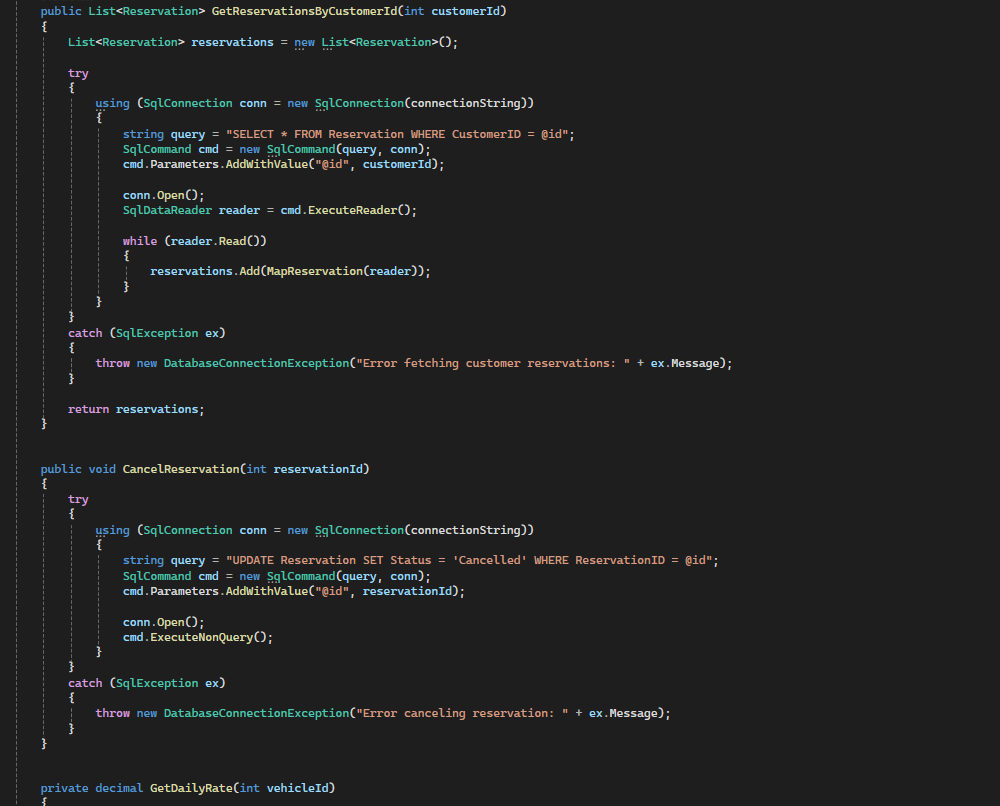 public List<Reservation> GetReservationsByCustomerId(int customerId)
{
    List<Reservation> reservations = new List<Reservation>();

    try
    {
        using (SqlConnection conn = new SqlConnection(connectionString))
        {
            string query = "SELECT * FROM Reservation WHERE CustomerID = @id";
            SqlCommand cmd = new SqlCommand(query, conn);
            cmd.Parameters.AddWithValue("@id", customerId);

            conn.Open();
            SqlDataReader reader = cmd.ExecuteReader();

            while (reader.Read())
            {
                reservations.Add(MapReservation(reader));
            }
        }
    }
    catch (SqlException ex)
    {
        throw new DatabaseConnectionException("Error fetching customer reservations: " + ex.Message);
    }

    return reservations;
}


public void CancelReservation(int reservationId)
{
    try
    {
        using (SqlConnection conn = new SqlConnection(connectionString))
        {
            string query = "UPDATE Reservation SET Status = 'Cancelled' WHERE ReservationID = @id";
            SqlCommand cmd = new SqlCommand(query, conn);
            cmd.Parameters.AddWithValue("@id", reservationId);

            conn.Open();
            cmd.ExecuteNonQuery();
        }
    }
    catch (SqlException ex)
    {
        throw new DatabaseConnectionException("Error canceling reservation: " + ex.Message);
    }
}


private decimal GetDailyRate(int vehicleId)
{